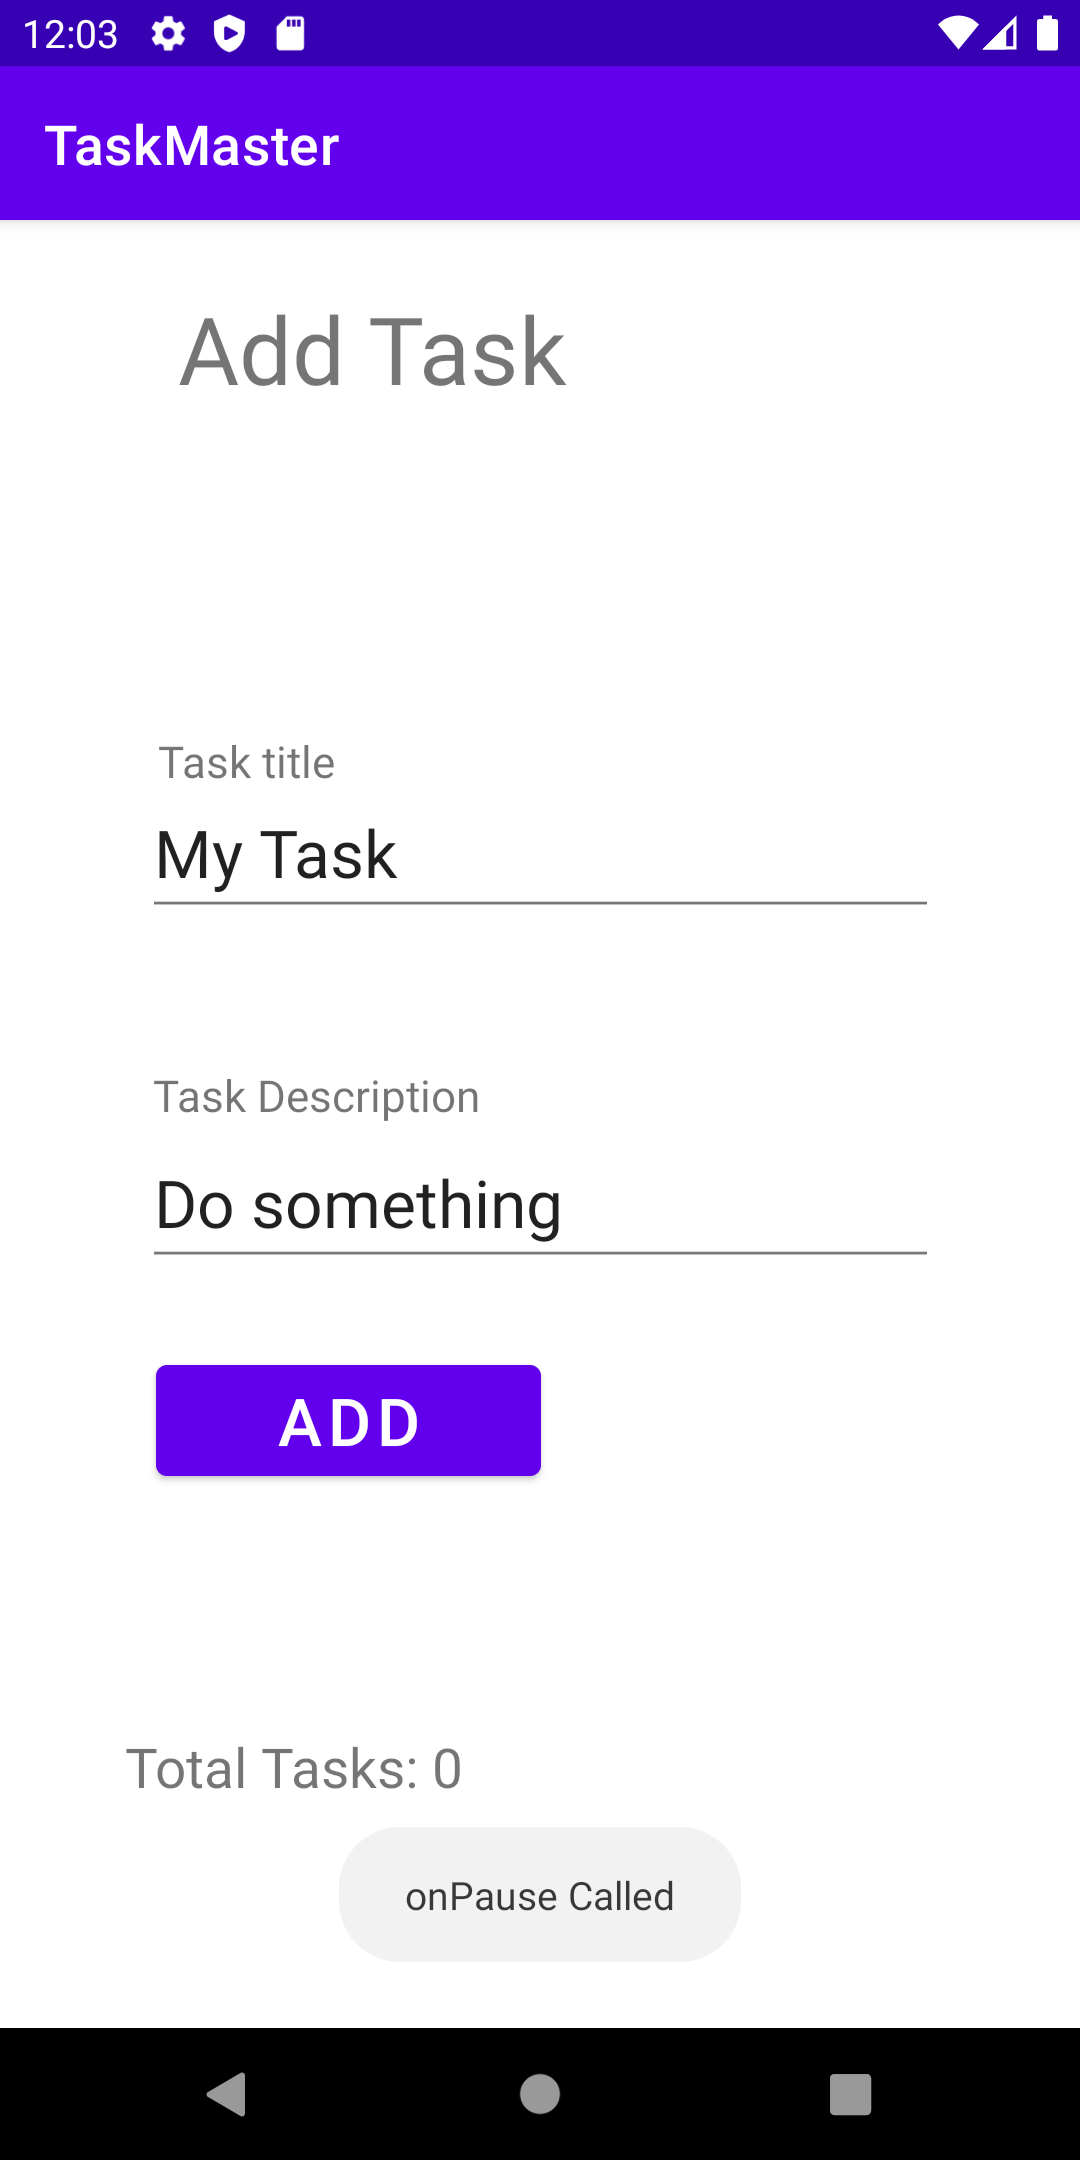 12:03
TaskMaster
Add Task
Task title
My Task
Task Description
Do something
ADD
Total Tasks: 0
onPause Called